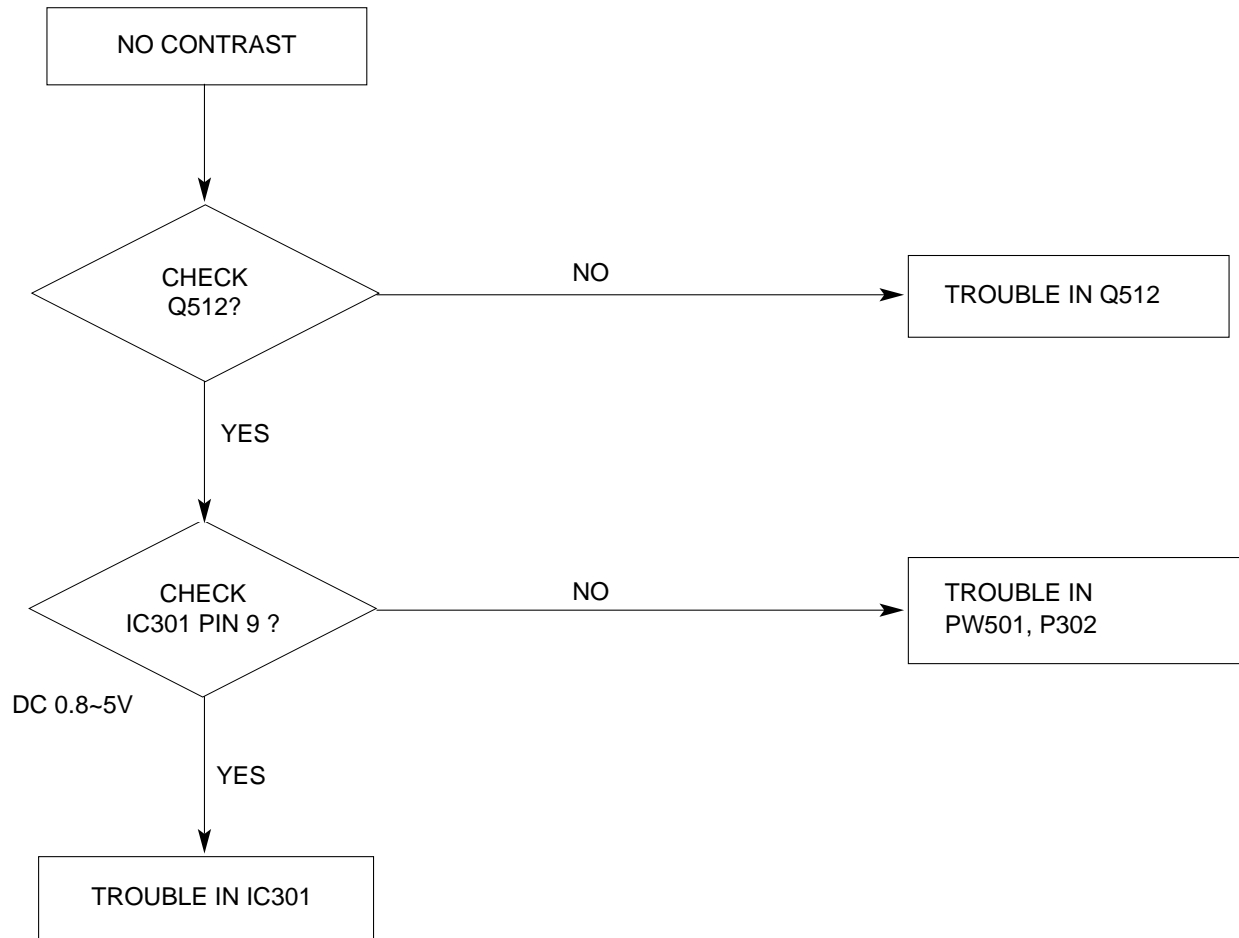 NO CONTRAST
CHECK
Q512?
NO
TROUBLE IN Q512
YES
CHECK
IC301 PIN 9 ?
NO
TROUBLE IN
PW501, P302
DC 0.8~5V
YES
TROUBLE IN IC301